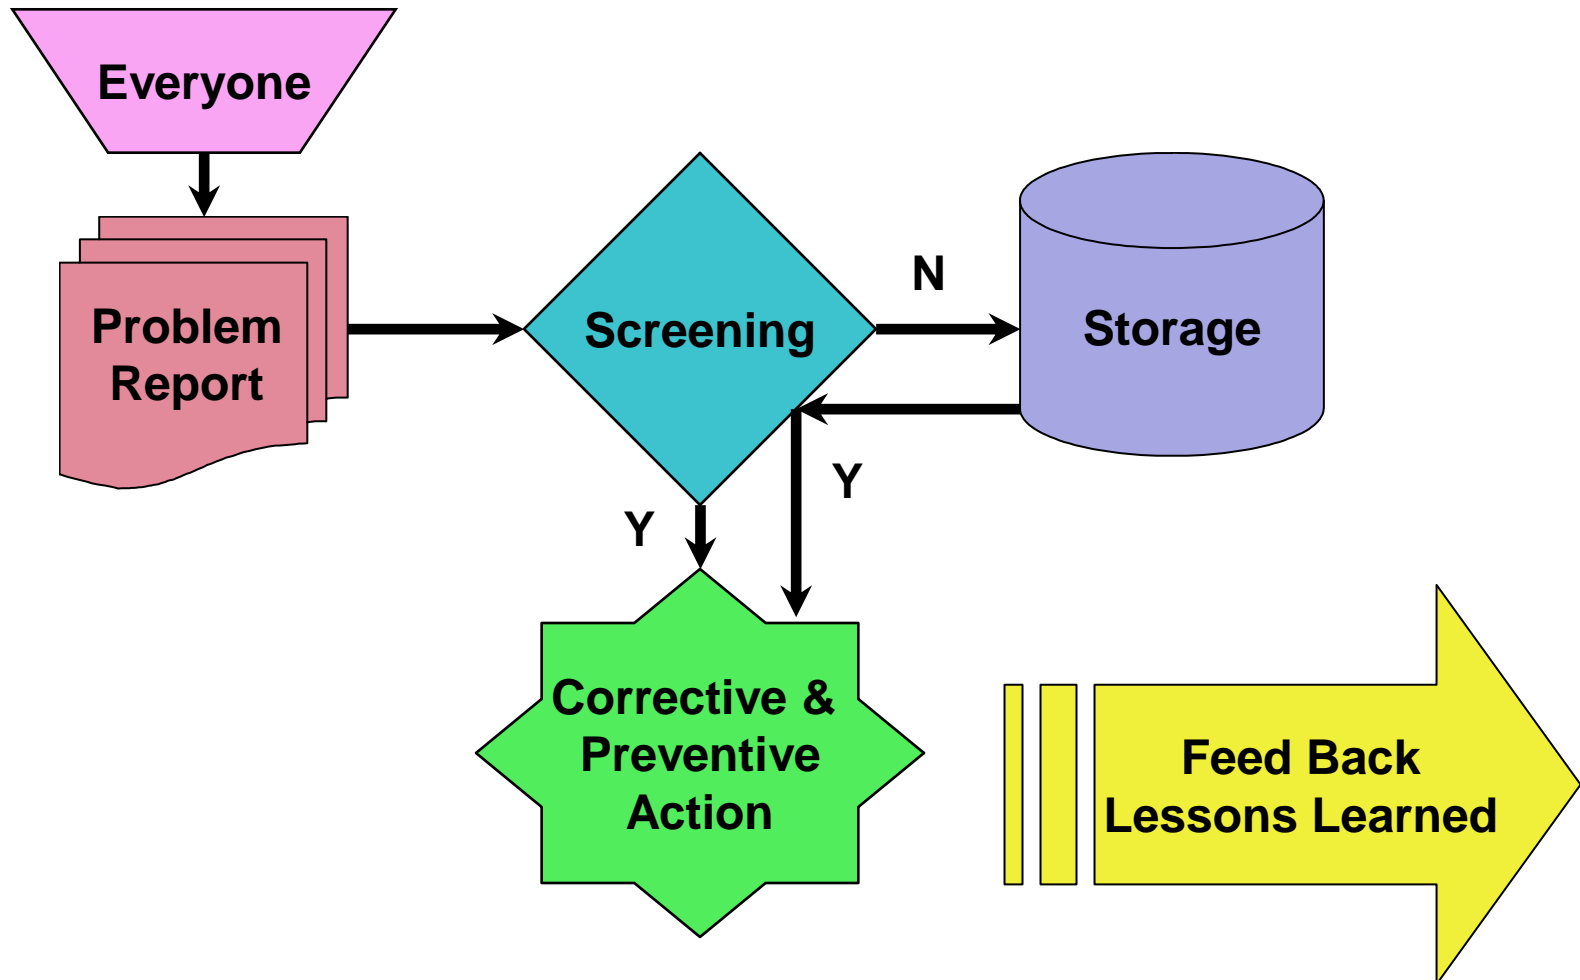 Everyone
Problem
Report
Screening
N
Storage
Y
Y
Corrective &
Preventive
Action
Feed Back
Lessons Learned